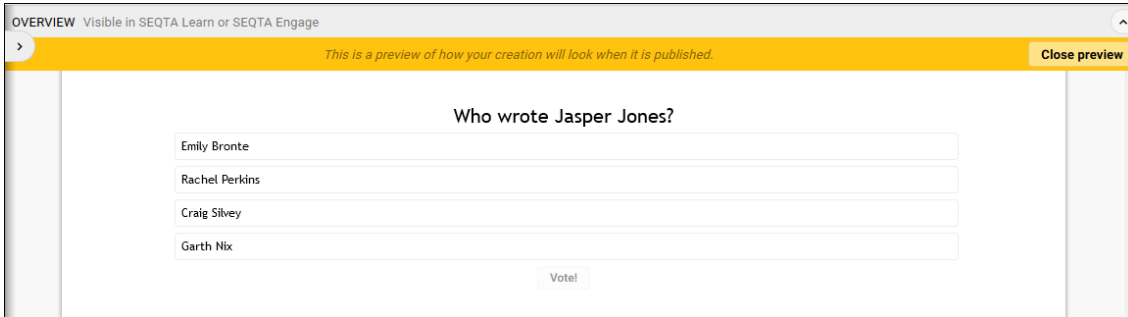 OVERVIEW Visible in SEQTA Learn or SEQTA Engage
This is a preview of how your creation will look when it is published.
Close preview
Who wrote Jasper Jones?
Emily Bronte
Rachel Perkins
Craig Silvey
Garth Nix
Vote!